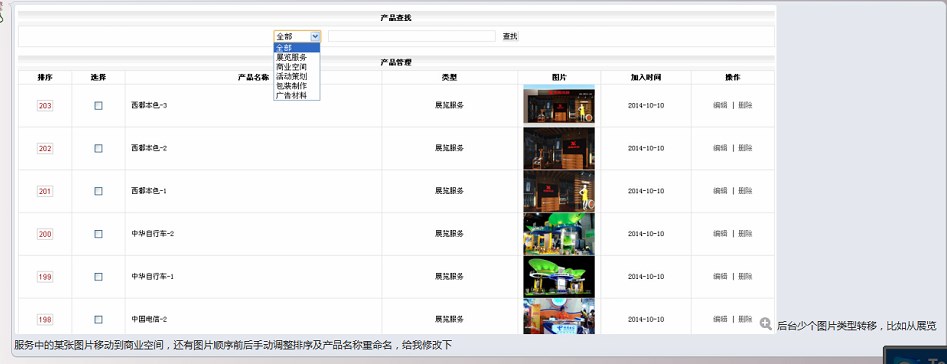 产品查找
全部 查找
全部
展览服务
商业空间
活动策划
包装制作
广告材料
产品管理
排序 选择 产品名称 类型 图片 加入时间 操作
203 西鄱本色-3 展览服务 2014-10-10 编辑 | 删除
202 西鄱本色-2 展览服务 2014-10-10 编辑 | 删除
201 西鄱本色-1 展览服务 2014-10-10 编辑 | 删除
200 中华自行车-2 展览服务 2014-10-10 编辑 | 删除
199 中华自行车-1 展览服务 2014-10-10 编辑 | 删除
198 中国电信-2 展览服务 2014-10-10 编辑 | 删除
后台少个图片类型转移，比如从展览
服务中的某张图片移动到商业空间，还有图片顺序前后手动调整排序及产品名称重命名，给我修改下